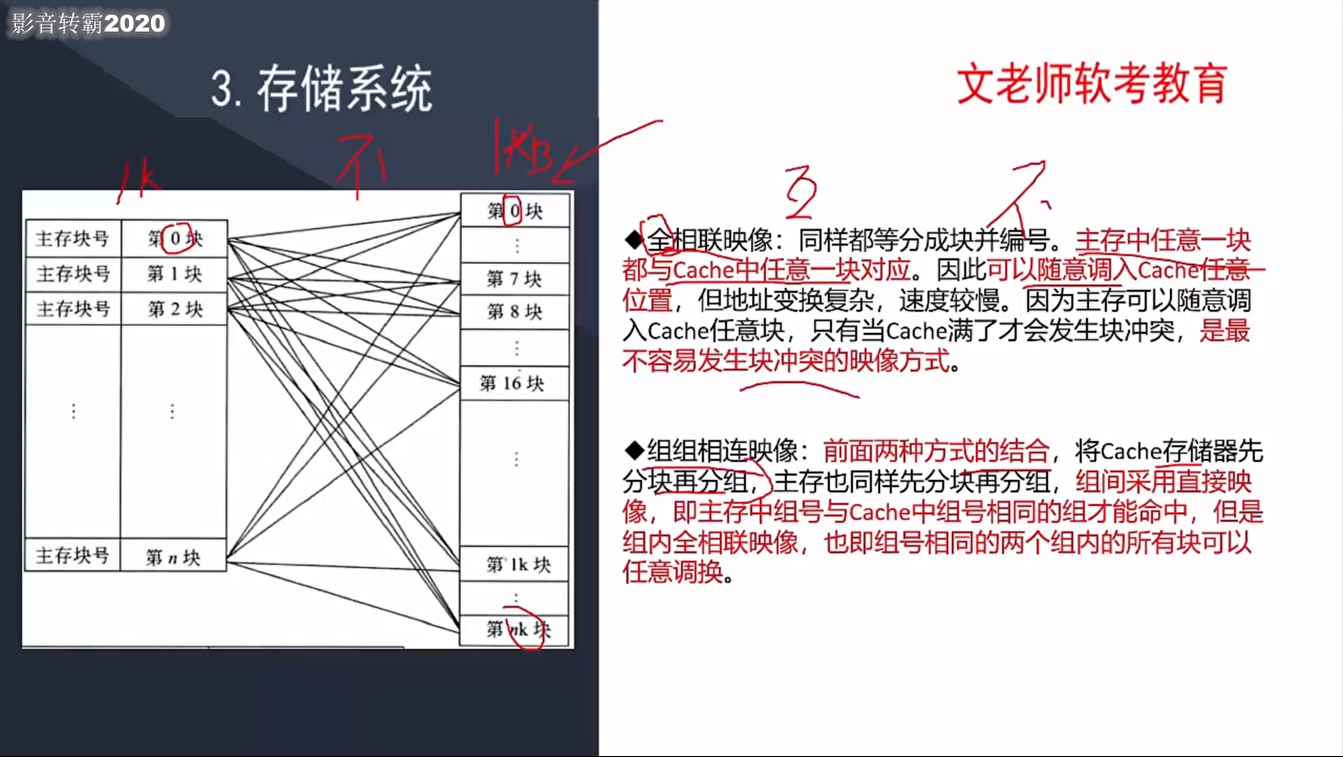 影音转霸2020
3. 存储系统
文老师软考教育
1k
不
1KB
主存块号 第 0 块
主存块号 第 1 块
主存块号 第 2 块
⋮ ⋮
主存块号 第 n 块
第 0 块
⋮
第 7 块
第 8 块
⋮
第 16 块
⋮
第 1k 块
⋮
第 nk 块
不
◆全相联映像：同样都等分成块并编号。主存中任意一块
都与Cache中任意一块对应。因此可以随意调入Cache任意
位置，但地址变换复杂，速度较慢。因为主存可以随意调
入Cache任意块，只有当Cache满了才会发生块冲突，是最
不容易发生块冲突的映像方式。
◆组组相连映像：前面两种方式的结合，将Cache存储器先
分块再分组，主存也同样先分块再分组，组间采用直接映
像，即主存中组号与Cache中组号相同的组才能命中，但是
组内全相联映像，也即组号相同的两个组内的所有块可以
任意调换。